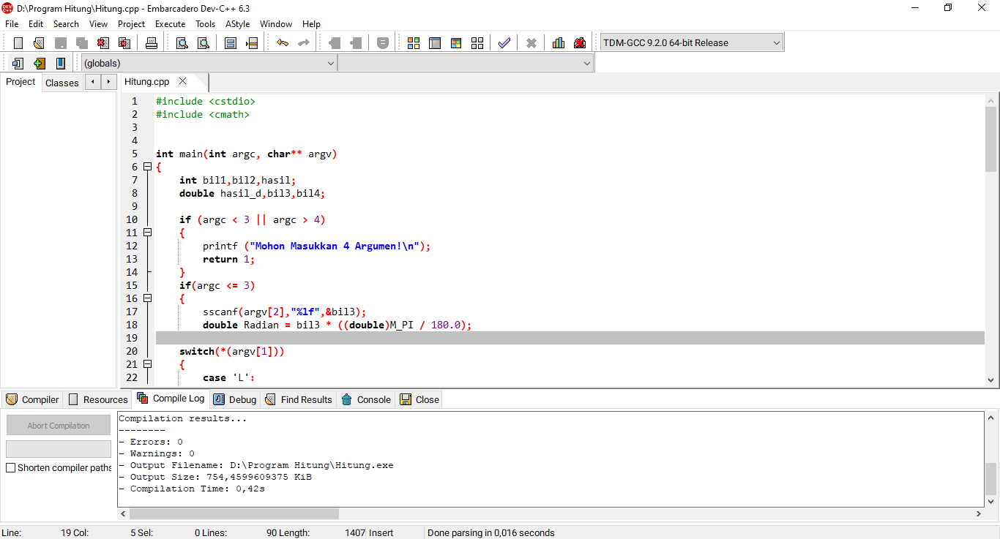 D:\Program Hitung\Hitung.cpp - Embarcadero Dev-C++ 6.3
File Edit Search View Project Execute Tools AStyle Window Help
TDM-GCC 9.2.0 64-bit Release
(globals)
Project Classes Hitung.cpp
1 #include <cstdio>
2 #include <cmath>
3
4
5 int main(int argc, char** argv)
6 {
7 int bil1,bil2,hasil;
8 double hasil_d,bil3,bil4;
9
10 if (argc < 3 || argc > 4)
11 {
12 printf ("Mohon Masukkan 4 Argumen!\n");
13 return 1;
14 }
15 if(argc <= 3)
16 {
17 sscanf(argv[2],"%lf",&bil3);
18 double Radian = bil3 * ((double)M_PI / 180.0);
19
20 switch(*(argv[1]))
21 {
22 case 'L':
Compiler Resources Compile Log Debug Find Results Console Close
Abort Compilation
Shorten compiler paths
Compilation results...
--------
- Errors: 0
- Warnings: 0
- Output Filename: D:\Program Hitung\Hitung.exe
- Output Size: 754,4599609375 KiB
- Compilation Time: 0,42s
Line: 19 Col: 5 Sel: 0 Lines: 90 Length: 1407 Insert Done parsing in 0,016 seconds